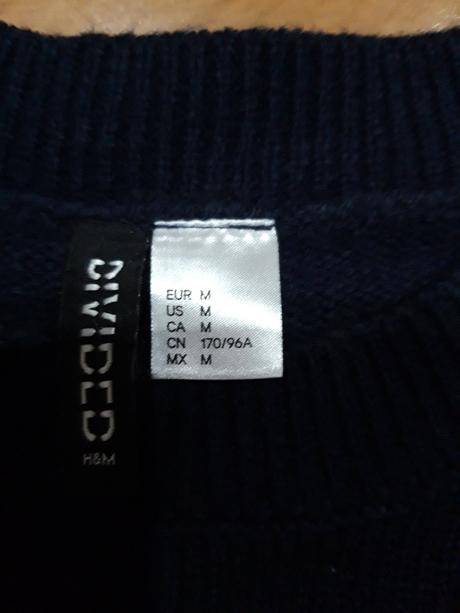 DIVIDED
H&M
EUR M
US M
CA M
CN 170/96A
MX M